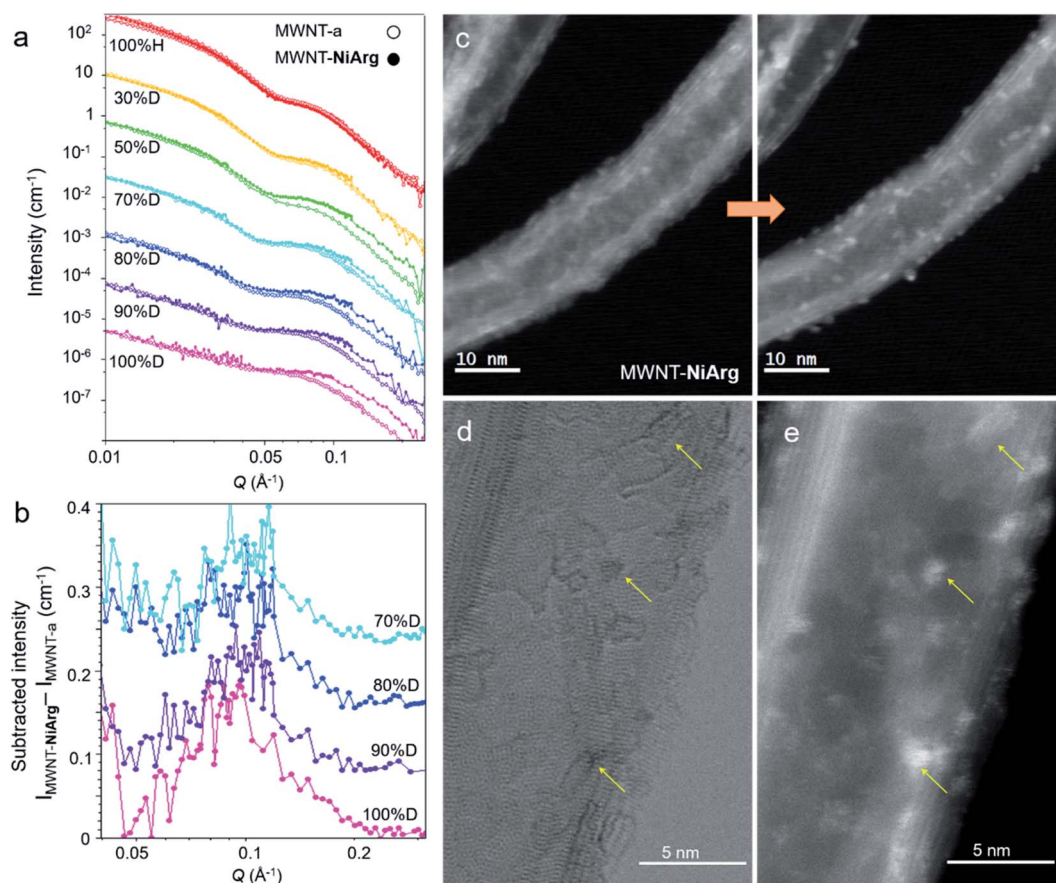 a
MWNT-a
MWNT-NiArg
100%H
30%D
50%D
70%D
80%D
90%D
100%D
10²
10
1
10⁻¹
10⁻²
10⁻³
10⁻⁴
10⁻⁵
10⁻⁶
10⁻⁷
Intensity (cm⁻¹)
0.01
0.05
0.1
Q (Å⁻¹)
b
0.4
0.3
0.2
0.1
0
Subtracted intensity
I_MWNT-NiArg – I_MWNT-a (cm⁻¹)
70%D
80%D
90%D
100%D
0.05
0.1
0.2
Q (Å⁻¹)
c
10 nm
MWNT-NiArg
10 nm
d
5 nm
e
5 nm